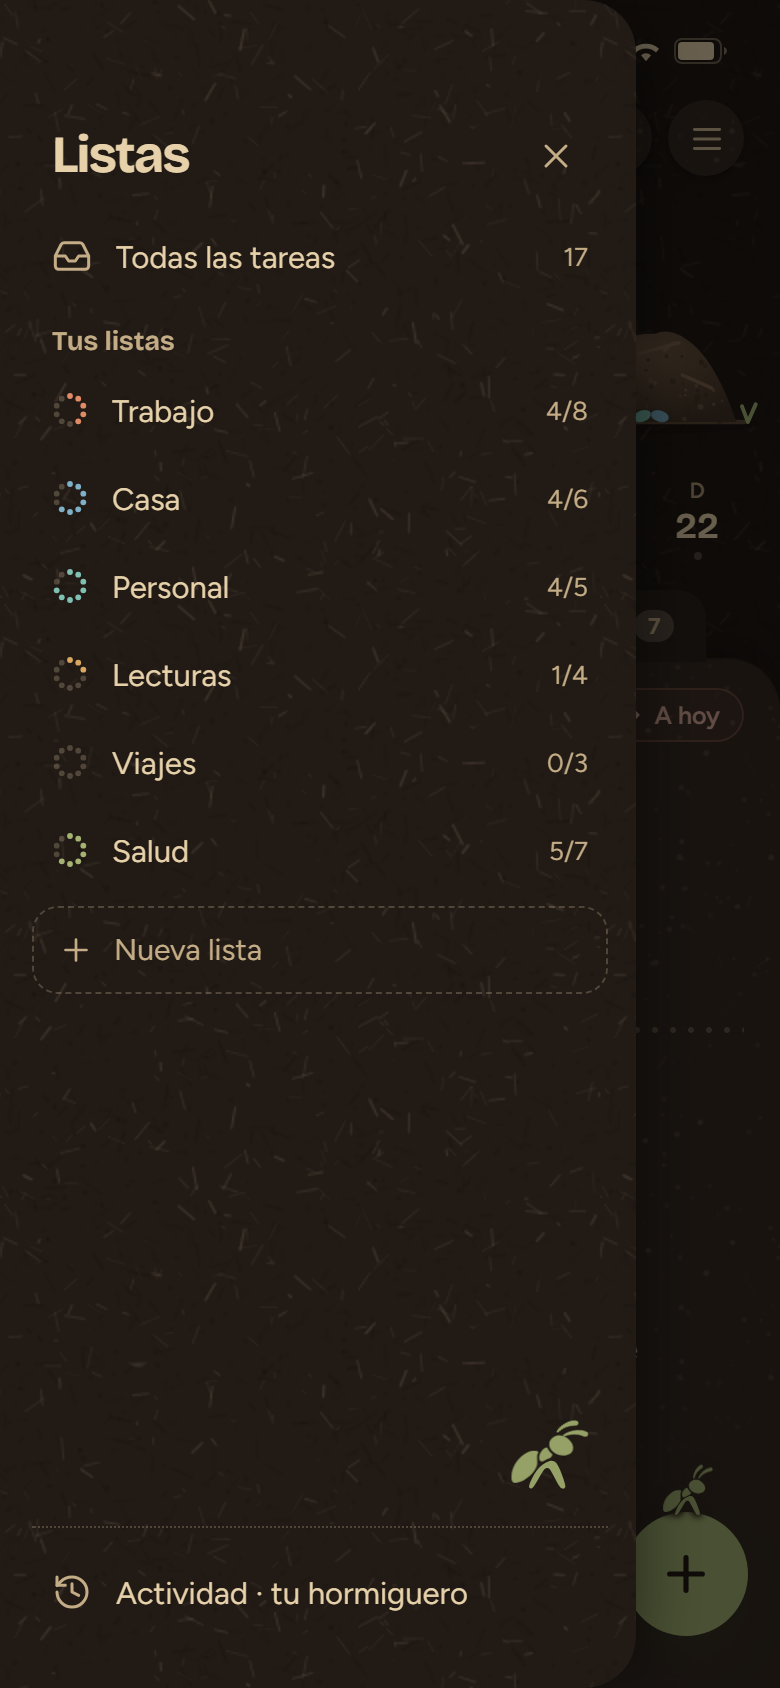 Listas
Todas las tareas 17
Tus listas
Trabajo 4/8
Casa 4/6
Personal 4/5
Lecturas 1/4
Viajes 0/3
Salud 5/7
Nueva lista
Actividad · tu hormiguero
D
22
7
A hoy